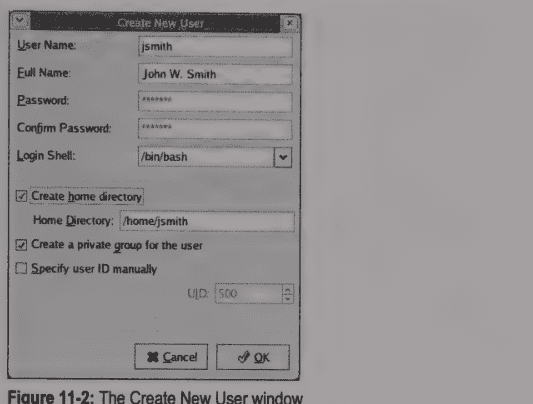 Create New User
User Name: jsmith
Full Name: John W. Smith
Password: *******
Confirm Password: *******
Login Shell: /bin/bash
Create home directory
Home Directory: /home/jsmith
Create a private group for the user
Specify user ID manually
UID: 500
Cancel OK
Figure 11-2: The Create New User window